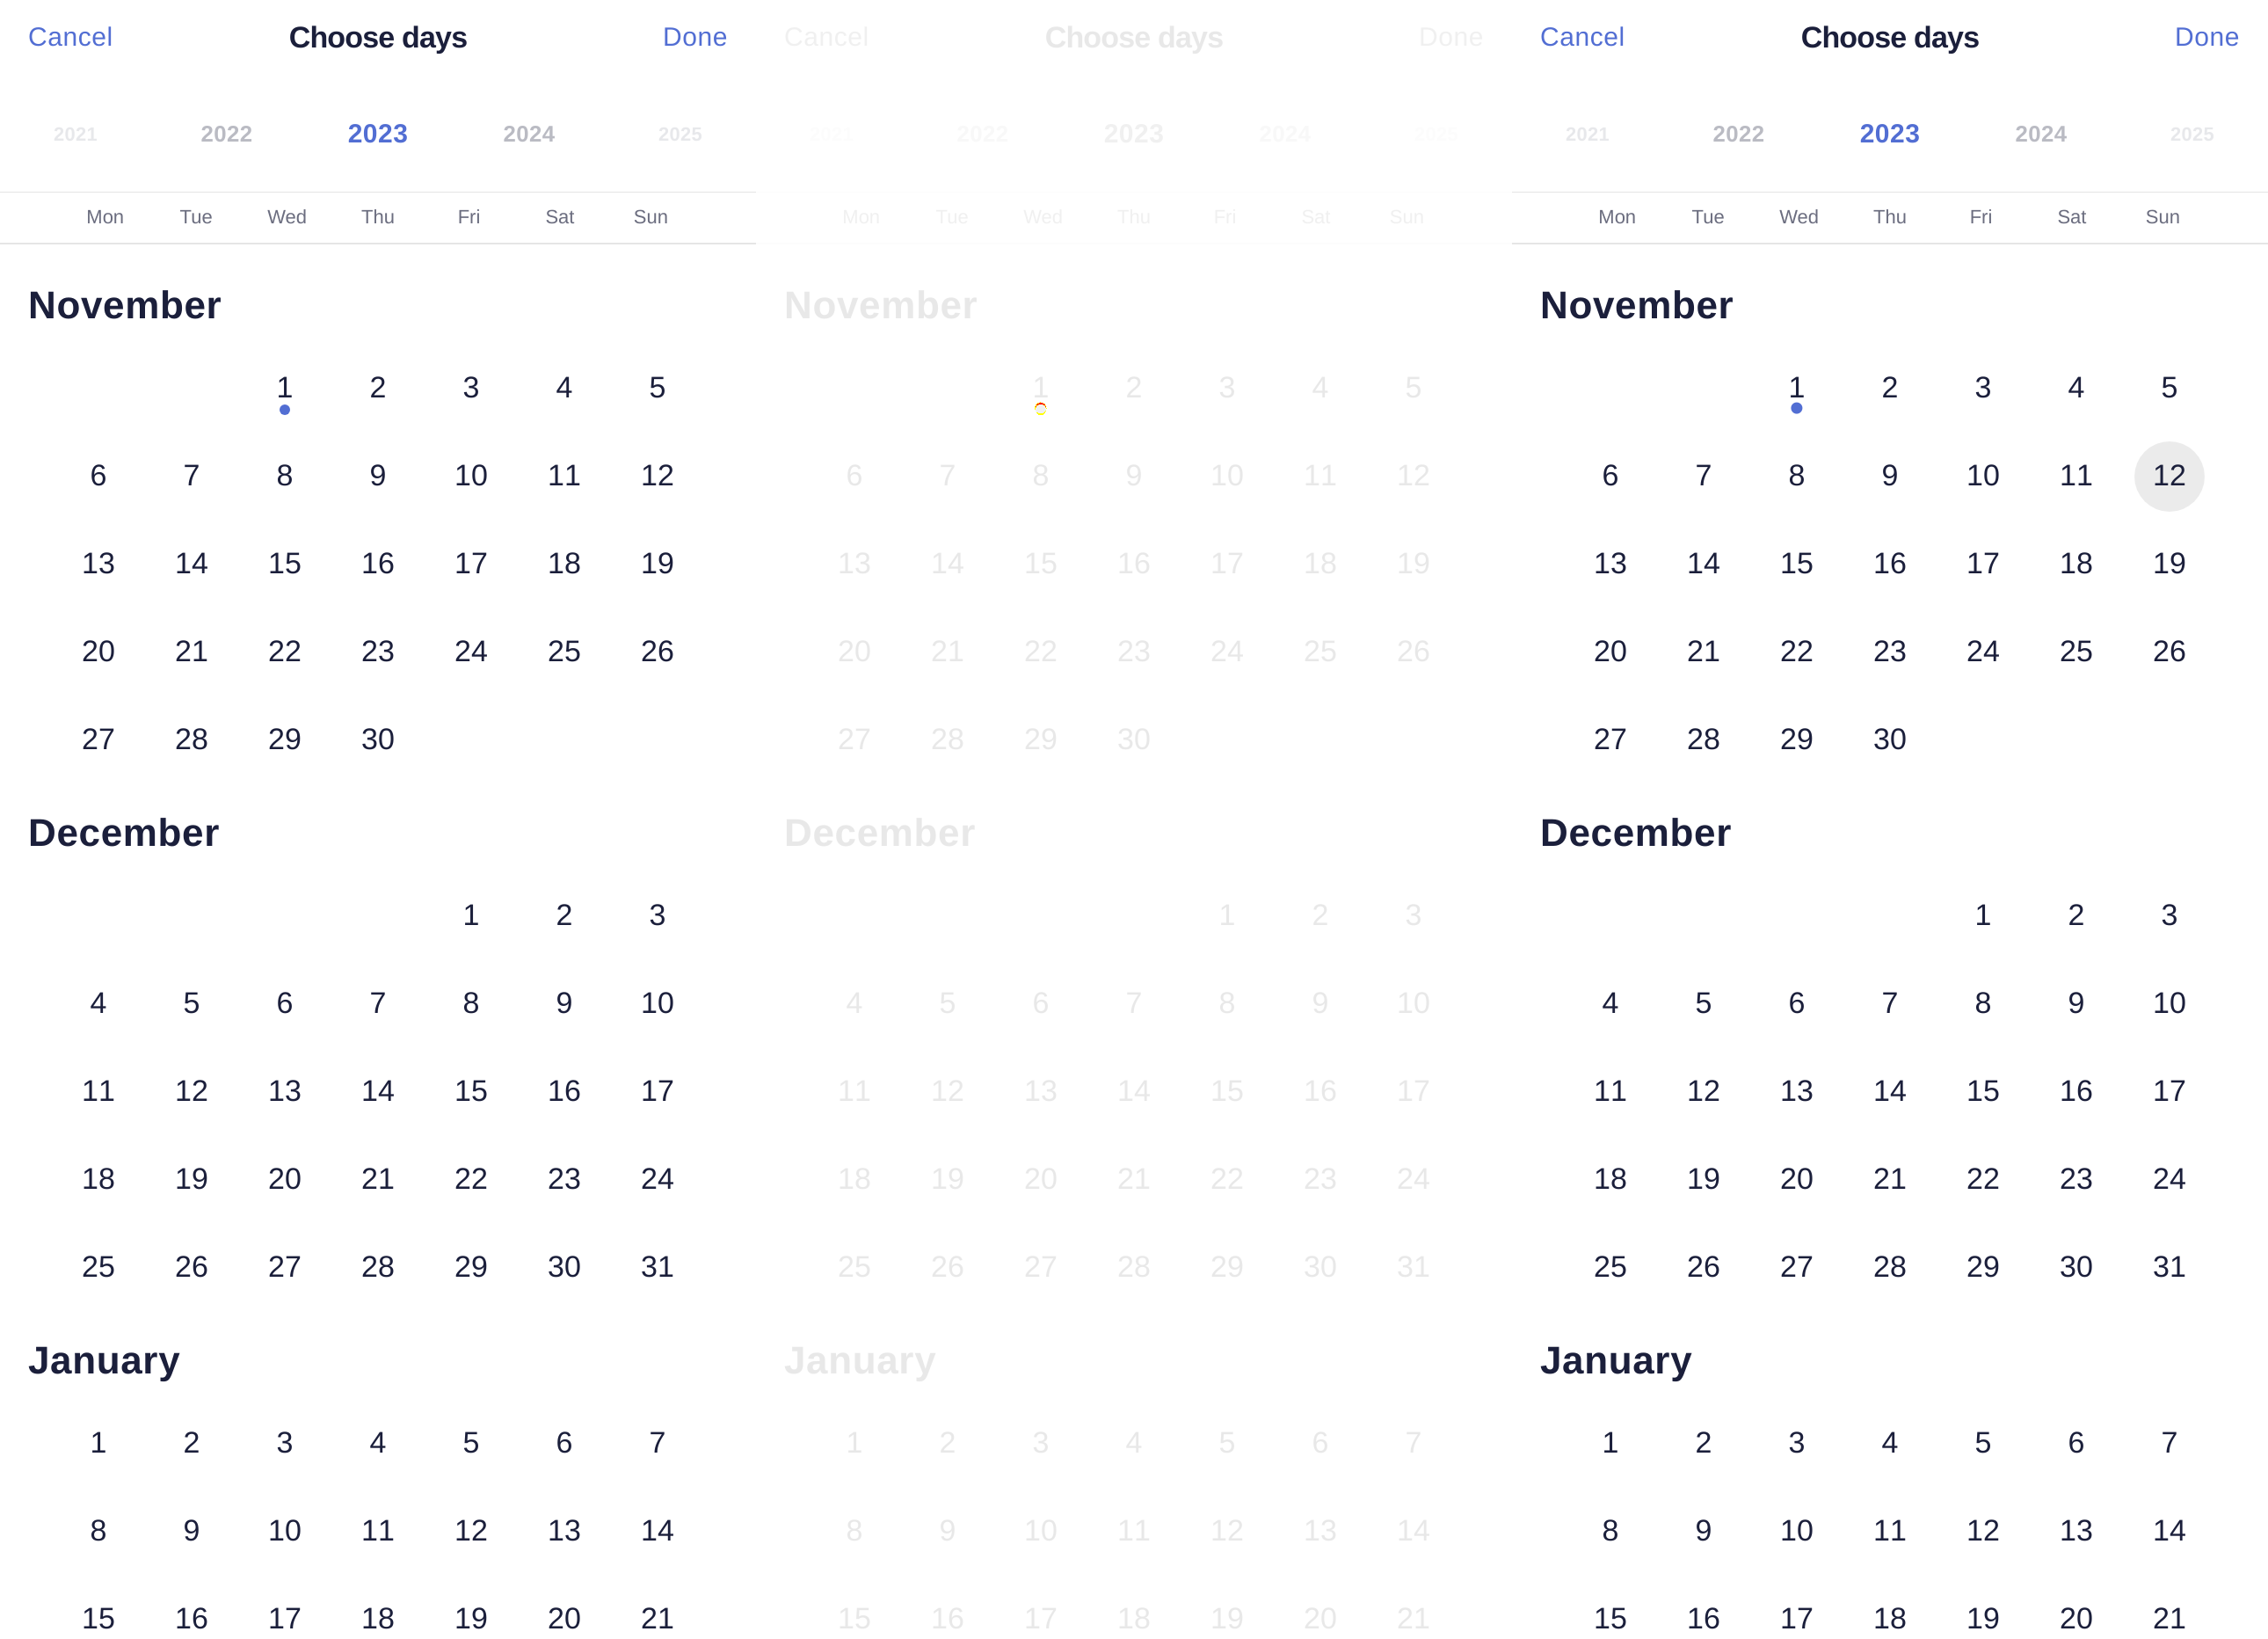 Cancel Choose days Done
2021 2022 2023 2024 2025
Mon Tue Wed Thu Fri Sat Sun
November
1 2 3 4 5
6 7 8 9 10 11 12
13 14 15 16 17 18 19
20 21 22 23 24 25 26
27 28 29 30
December
1 2 3
4 5 6 7 8 9 10
11 12 13 14 15 16 17
18 19 20 21 22 23 24
25 26 27 28 29 30 31
January
1 2 3 4 5 6 7
8 9 10 11 12 13 14
15 16 17 18 19 20 21
Cancel Choose days Done
2021 2022 2023 2024 2025
Mon Tue Wed Thu Fri Sat Sun
November
1 2 3 4 5
6 7 8 9 10 11 12
13 14 15 16 17 18 19
20 21 22 23 24 25 26
27 28 29 30
December
1 2 3
4 5 6 7 8 9 10
11 12 13 14 15 16 17
18 19 20 21 22 23 24
25 26 27 28 29 30 31
January
1 2 3 4 5 6 7
8 9 10 11 12 13 14
15 16 17 18 19 20 21
Cancel Choose days Done
2021 2022 2023 2024 2025
Mon Tue Wed Thu Fri Sat Sun
November
1 2 3 4 5
6 7 8 9 10 11 12
13 14 15 16 17 18 19
20 21 22 23 24 25 26
27 28 29 30
December
1 2 3
4 5 6 7 8 9 10
11 12 13 14 15 16 17
18 19 20 21 22 23 24
25 26 27 28 29 30 31
January
1 2 3 4 5 6 7
8 9 10 11 12 13 14
15 16 17 18 19 20 21